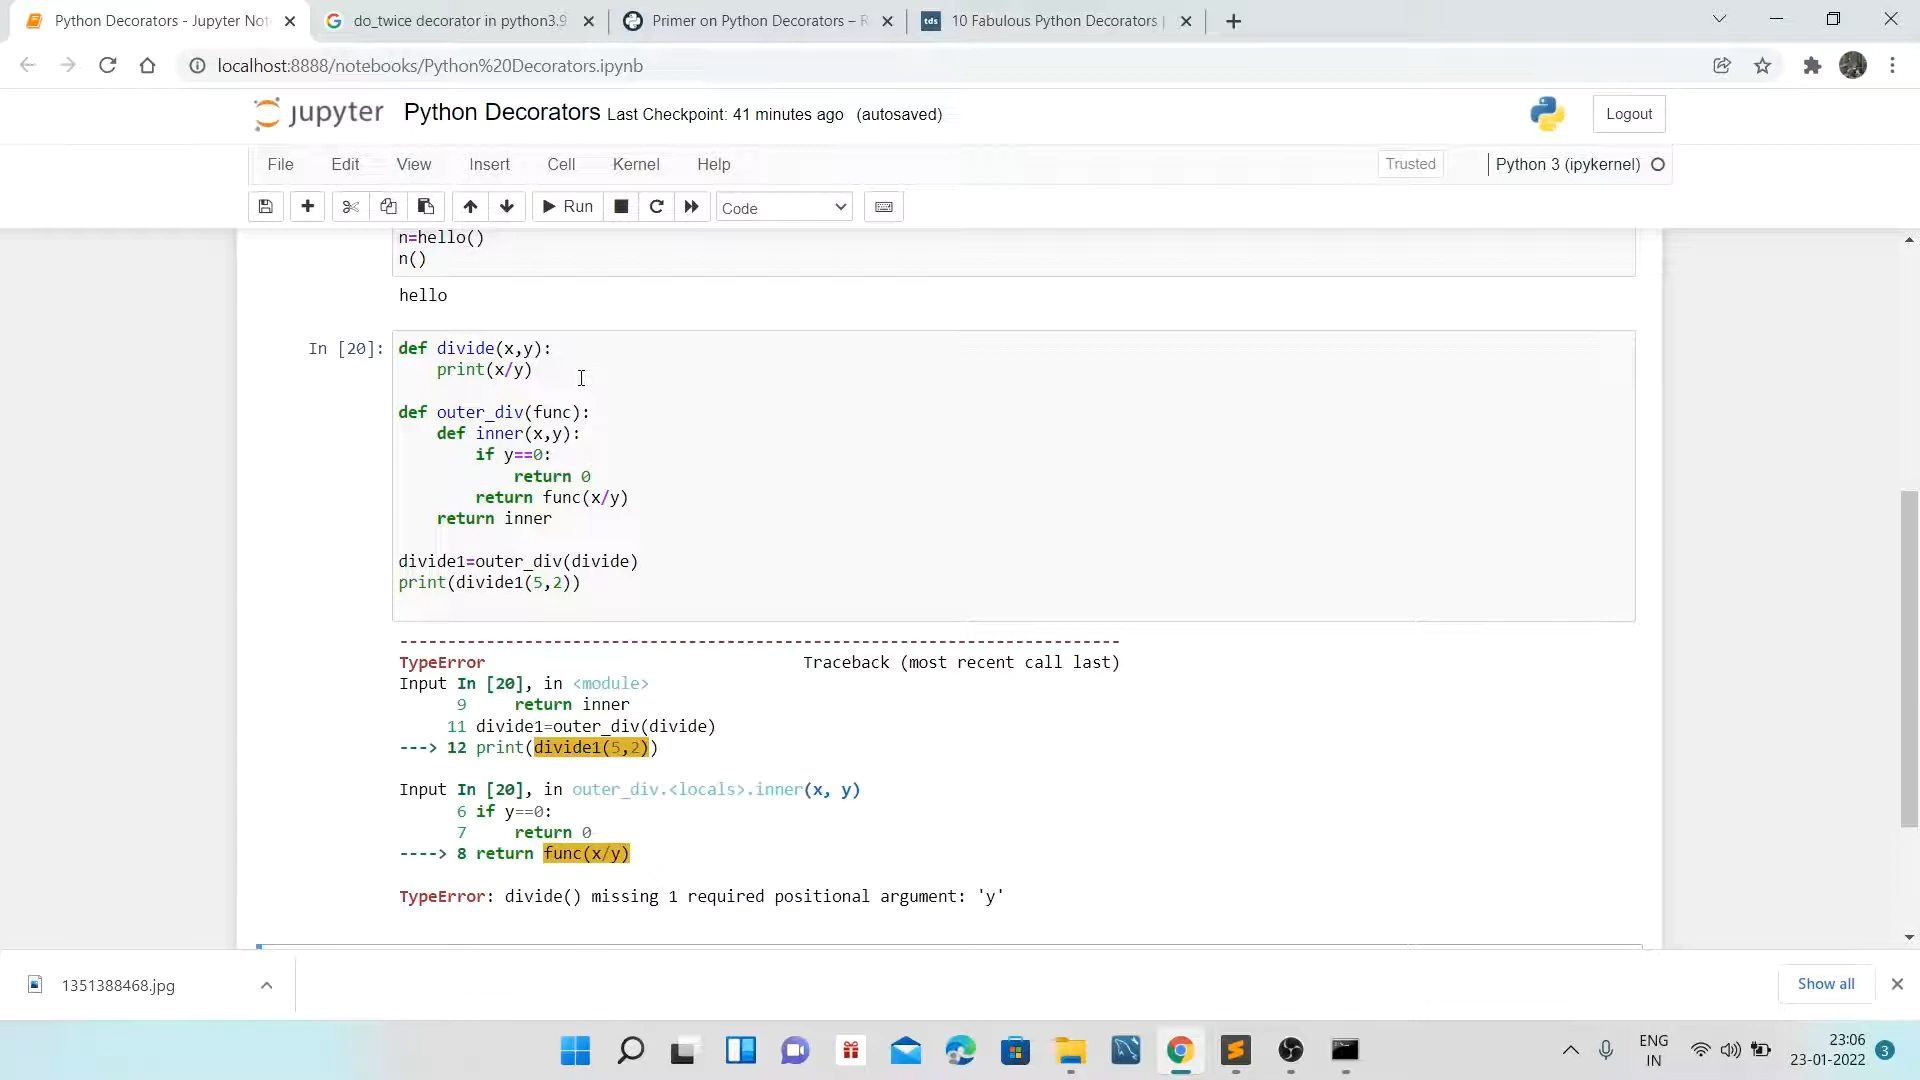 Python Decorators - Jupyter Not
do_twice decorator in python3.9
Primer on Python Decorators – R
tds
10 Fabulous Python Decorators |
localhost:8888/notebooks/Python%20Decorators.ipynb
jupyter
Python Decorators Last Checkpoint: 41 minutes ago (autosaved)
Logout
File Edit View Insert Cell Kernel Help
Trusted
Python 3 (ipykernel)
Run
Code
n=hello()
n()
hello
In [20]:
def divide(x,y):
    print(x/y)
def outer_div(func):
    def inner(x,y):
        if y==0:
            return 0
        return func(x/y)
    return inner
divide1=outer_div(divide)
print(divide1(5,2))
---------------------------------------------------------------------------
TypeError                                 Traceback (most recent call last)
Input In [20], in <module>
      9     return inner
     11 divide1=outer_div(divide)
---> 12 print(divide1(5,2))
Input In [20], in outer_div.<locals>.inner(x, y)
      6 if y==0:
      7     return 0
----> 8 return func(x/y)
TypeError: divide() missing 1 required positional argument: 'y'
1351388468.jpg
Show all
ENG
IN
23:06
23-01-2022
3